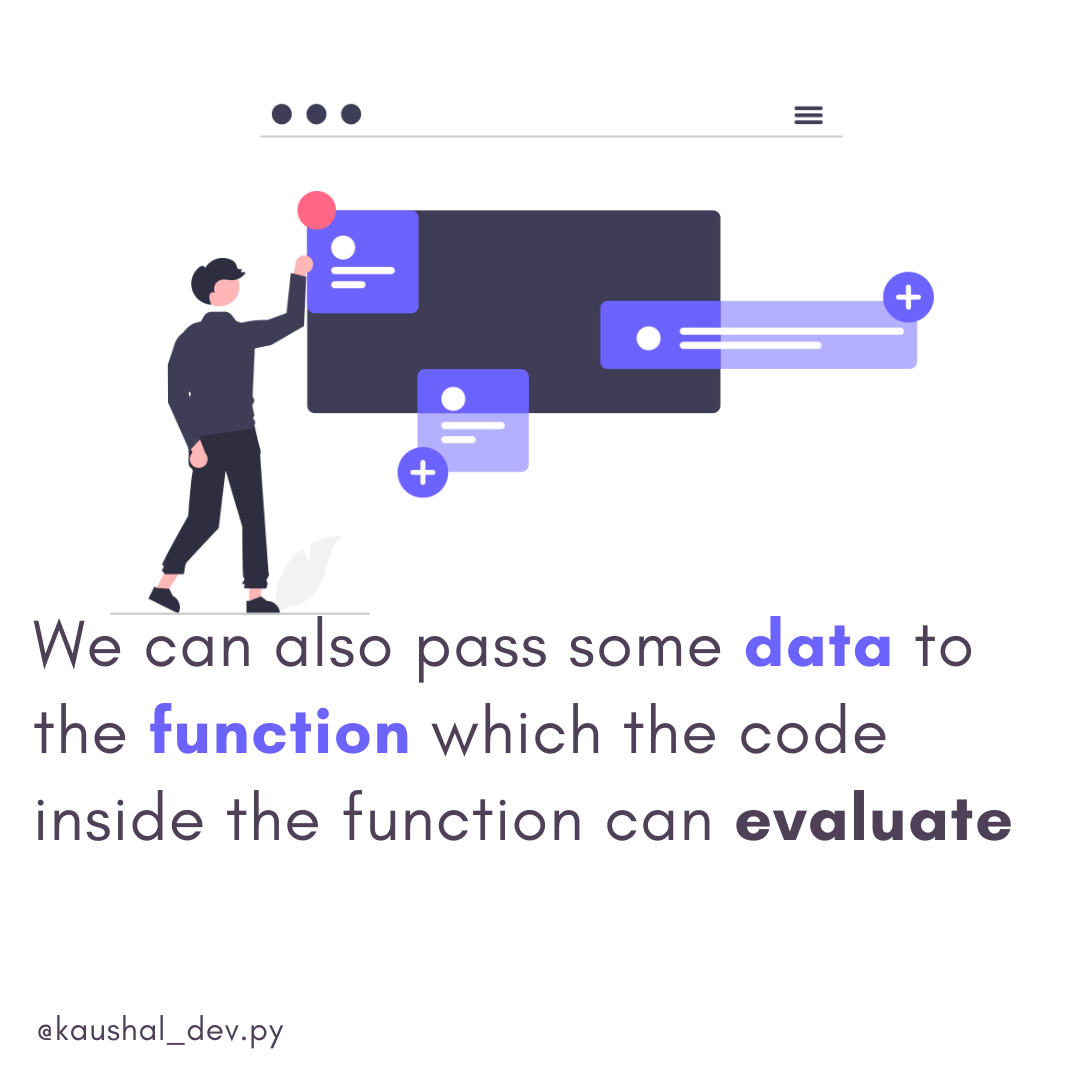 We can also pass some data to
the function which the code
inside the function can evaluate
@kaushal_dev.py